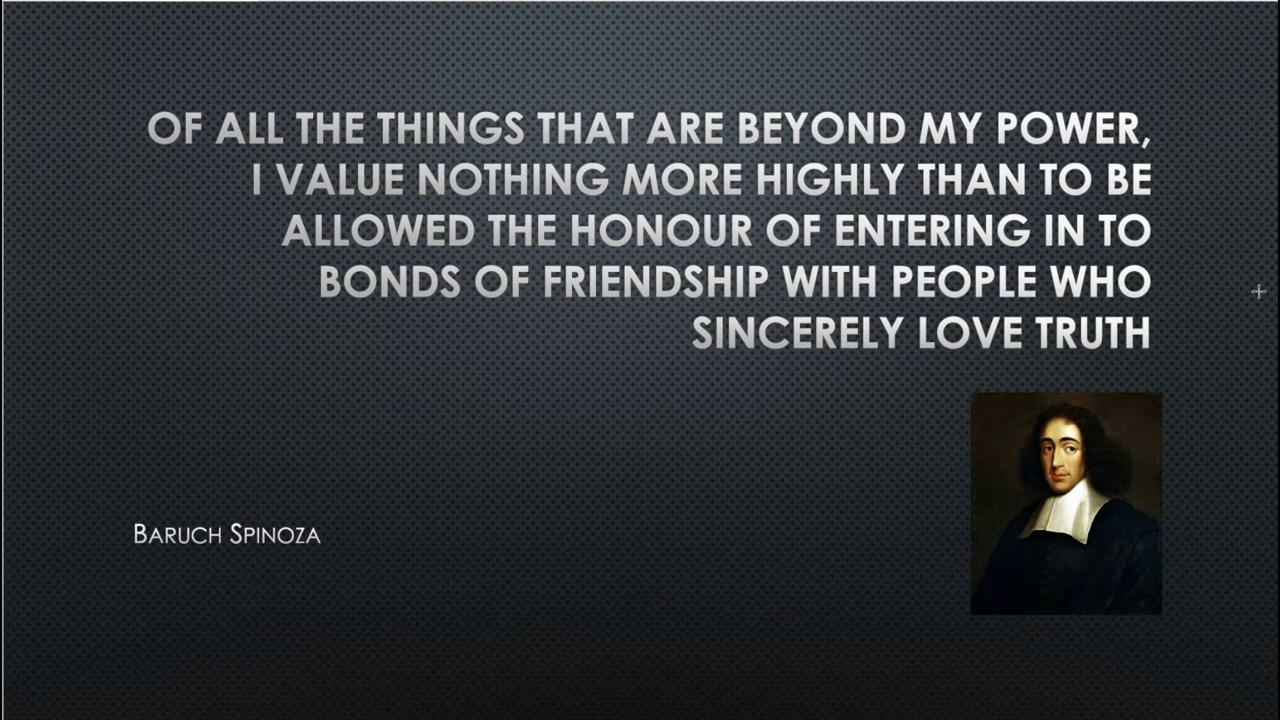 OF ALL THE THINGS THAT ARE BEYOND MY POWER,
I VALUE NOTHING MORE HIGHLY THAN TO BE
ALLOWED THE HONOUR OF ENTERING IN TO
BONDS OF FRIENDSHIP WITH PEOPLE WHO
SINCERELY LOVE TRUTH
BARUCH SPINOZA